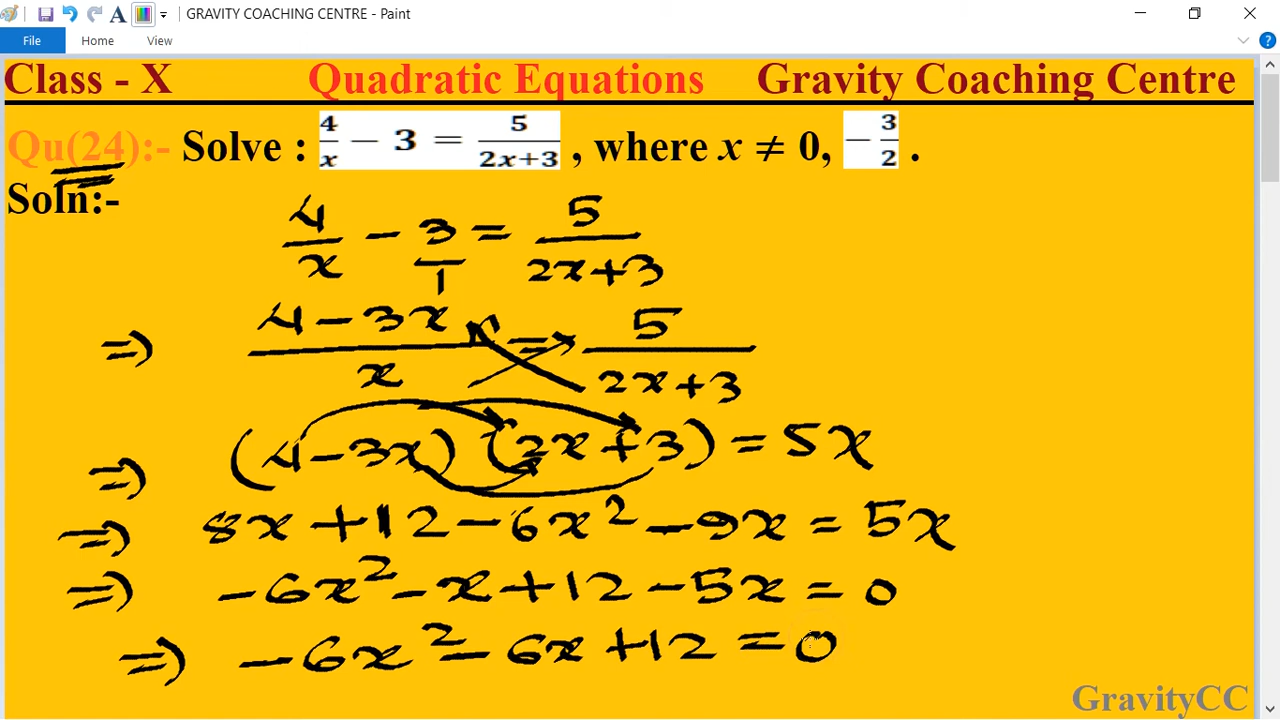 GRAVITY COACHING CENTRE - Paint
File Home View
Class - X Quadratic Equations Gravity Coaching Centre
Qu(24):- Solve : 4/x − 3 = 5/(2x+3) , where x ≠ 0, −3/2 .
Soln:-
4/x − 3/1 = 5/(2x+3)
⇒ (4−3x)/x = 5/(2x+3)
⇒ (4−3x) (2x+3) = 5x
⇒ 8x +12 −6x² −9x = 5x
⇒ −6x² −x +12 −5x = 0
⇒ −6x² −6x +12 = 0
GravityCC